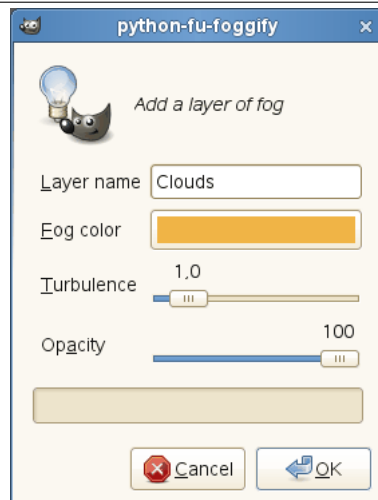 python-fu-foggify
Add a layer of fog
Layer name Clouds
Fog color
1,0
Turbulence
100
Opacity
Cancel OK